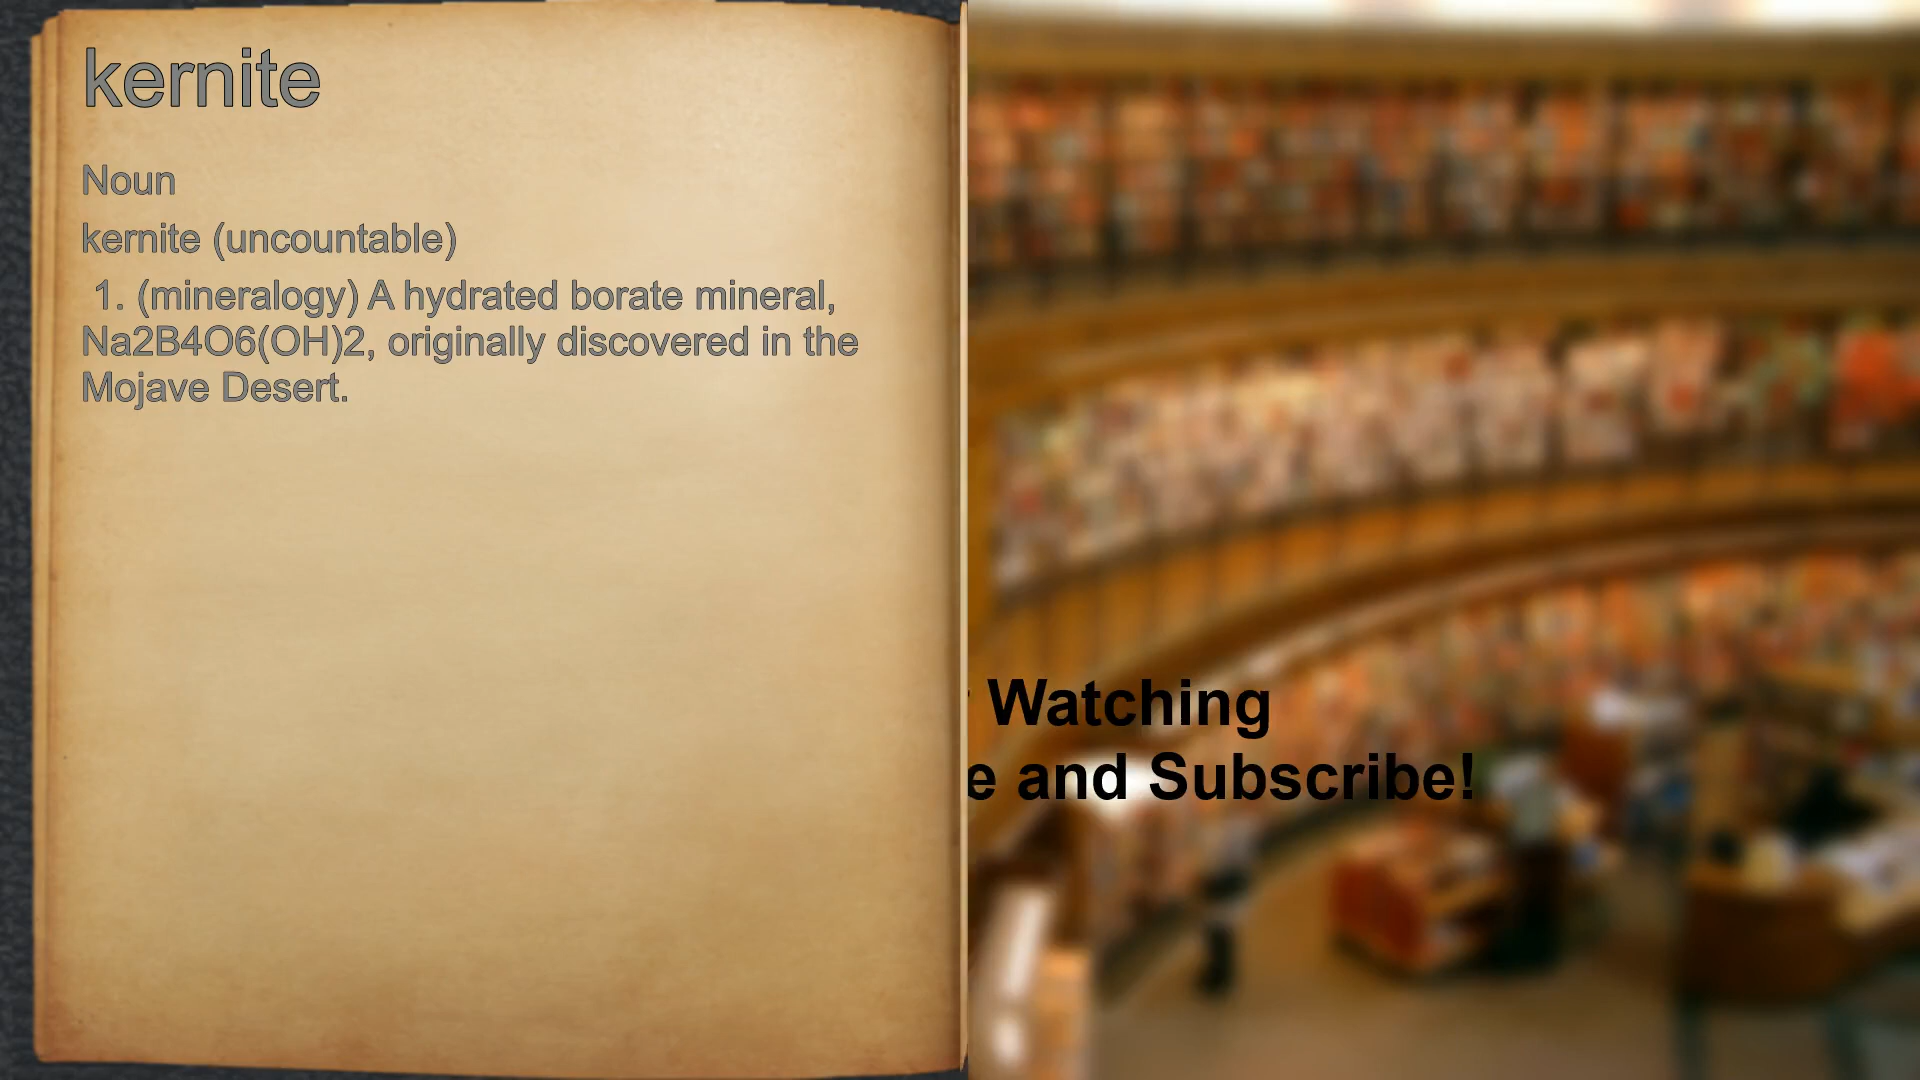 kernite
Noun
kernite (uncountable)
1. (mineralogy) A hydrated borate mineral,
Na2B4O6(OH)2, originally discovered in the
Mojave Desert.
Watching
e and Subscribe!